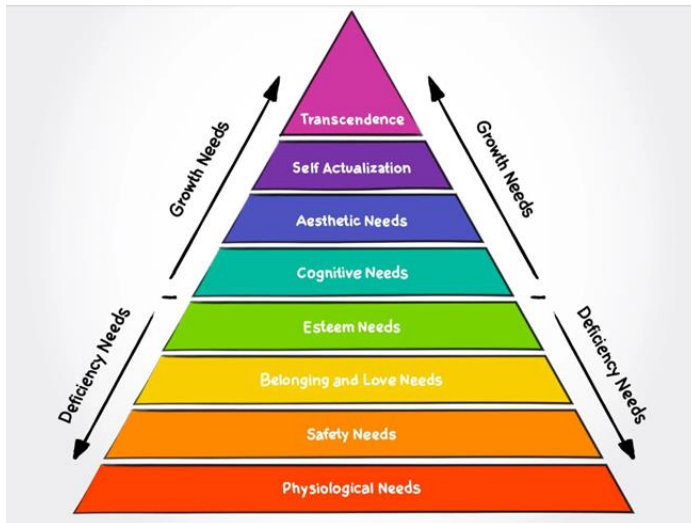 Transcendence
Self Actualization
Aesthetic Needs
Cognitive Needs
Esteem Needs
Belonging and Love Needs
Safety Needs
Physiological Needs
Growth Needs
Growth Needs
Deficiency Needs
Deficiency Needs